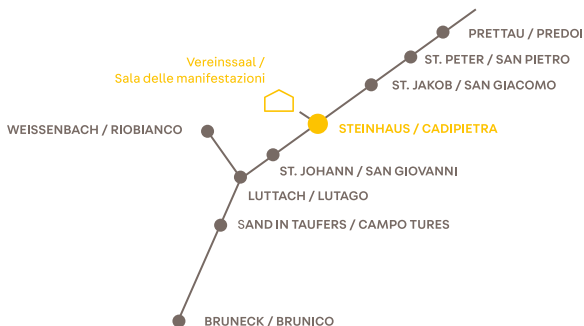 PRETTAU / PREDOI
ST. PETER / SAN PIETRO
Vereinssaal /
Sala delle manifestazioni
ST. JAKOB / SAN GIACOMO
WEISSENBACH / RIOBIANCO
STEINHAUS / CADIPIETRA
ST. JOHANN / SAN GIOVANNI
LUTTACH / LUTAGO
SAND IN TAUFERS / CAMPO TURES
BRUNECK / BRUNICO